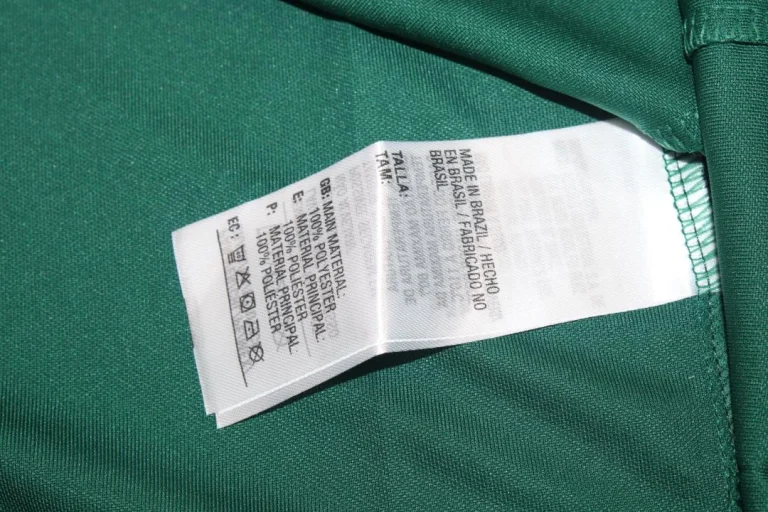 MADE IN BRAZIL / HECHO
EN BRASIL / FABRICADO NO
BRASIL
TALLA:
TAM:
GB: MAIN MATERIAL:
100% POLYESTER
E: MATERIAL PRINCIPAL:
100% POLIÉSTER
P: MATERIAL PRINCIPAL:
100% POLIÉSTER
EC: